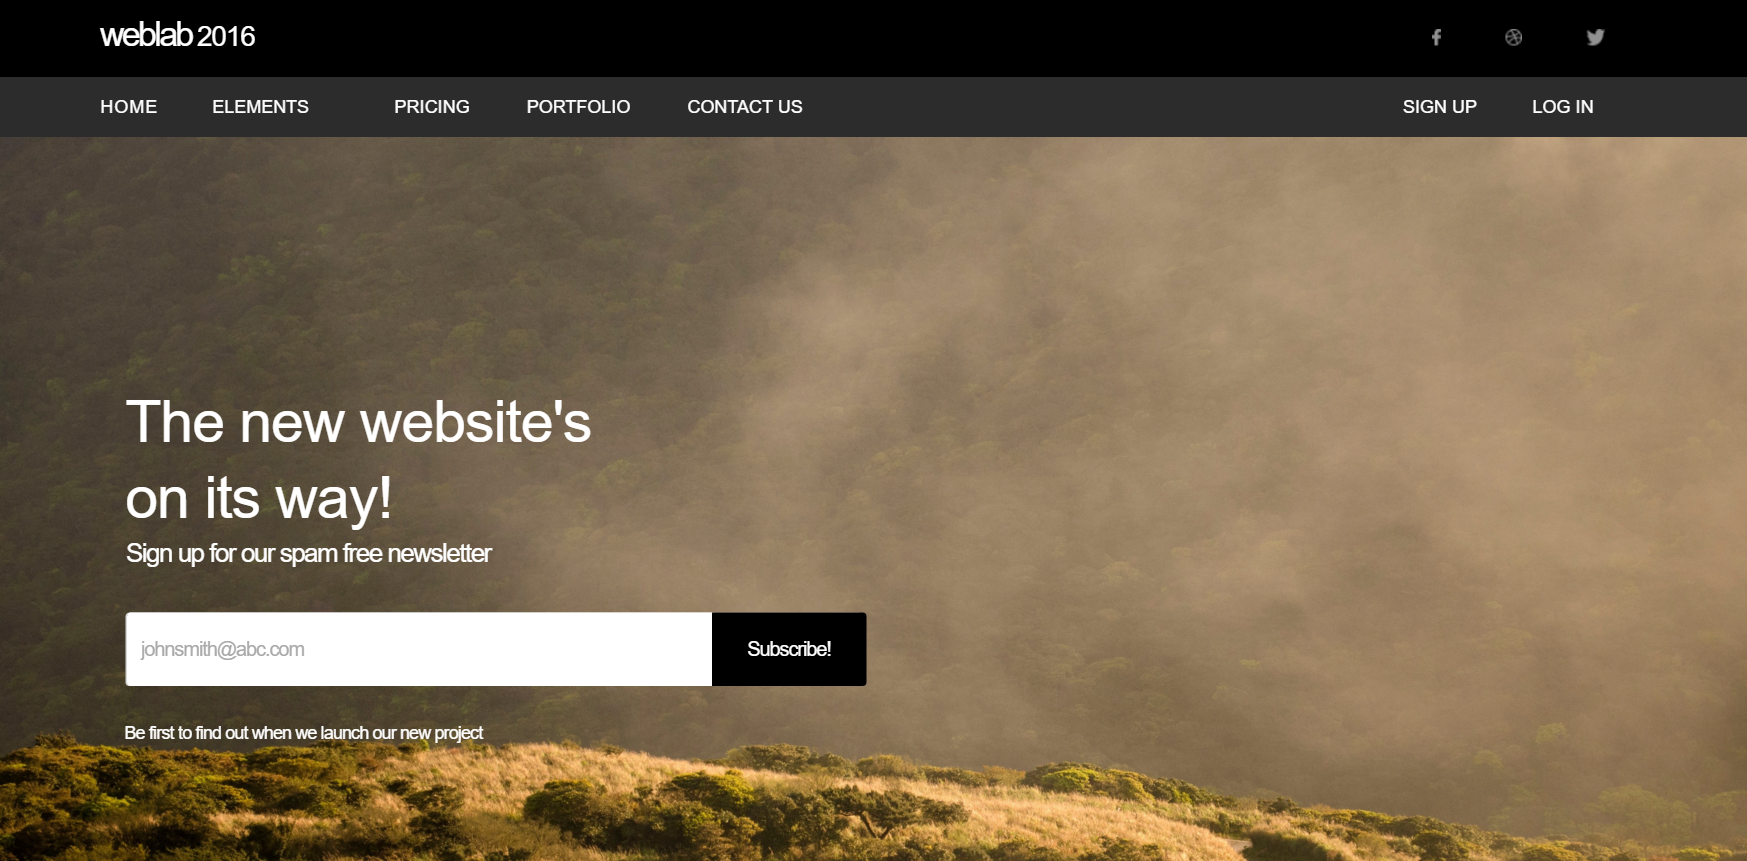 weblab 2016
HOME ELEMENTS PRICING PORTFOLIO CONTACT US SIGN UP LOG IN
The new website's
on its way!
Sign up for our spam free newsletter
johnsmith@abc.com Subscribe!
Be first to find out when we launch our new project